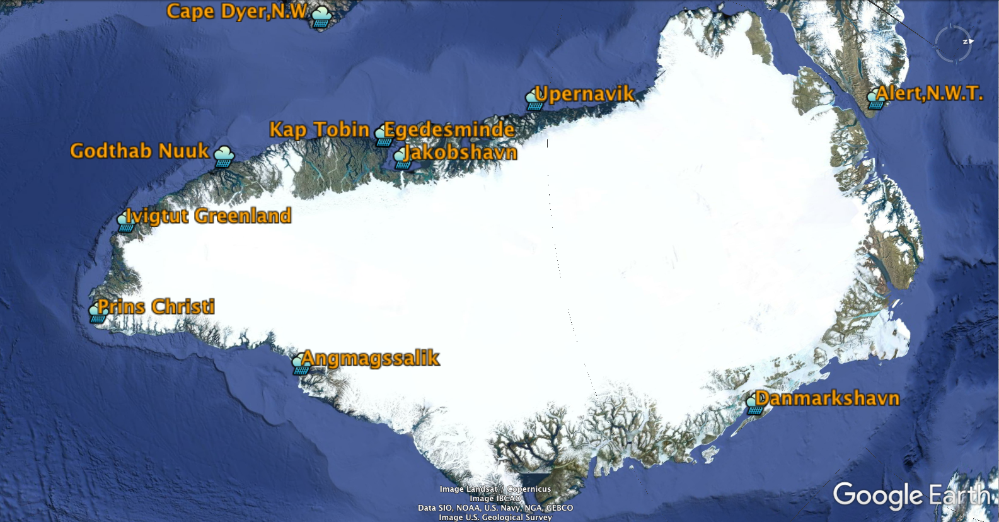 Cape Dyer,N.W
Z
Upernavik
Alert,N.W.T.
Kap Tobin
Egedesminde
Godthab Nuuk
Jakobshavn
Ivigtut Greenland
Prins Christi
Angmagssalik
Danmarkshavn
Image Landsat / Copernicus
Image IBCAO
Data SIO, NOAA, U.S. Navy, NGA, GEBCO
Image U.S. Geological Survey
Google Earth